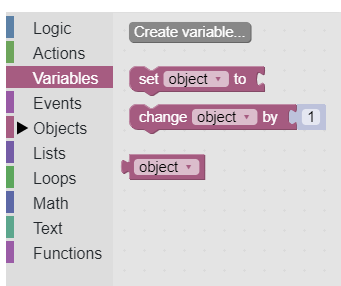 Logic
Actions
Variables
Events
Objects
Lists
Loops
Math
Text
Functions
Create variable...
set object to
change object by 1
object